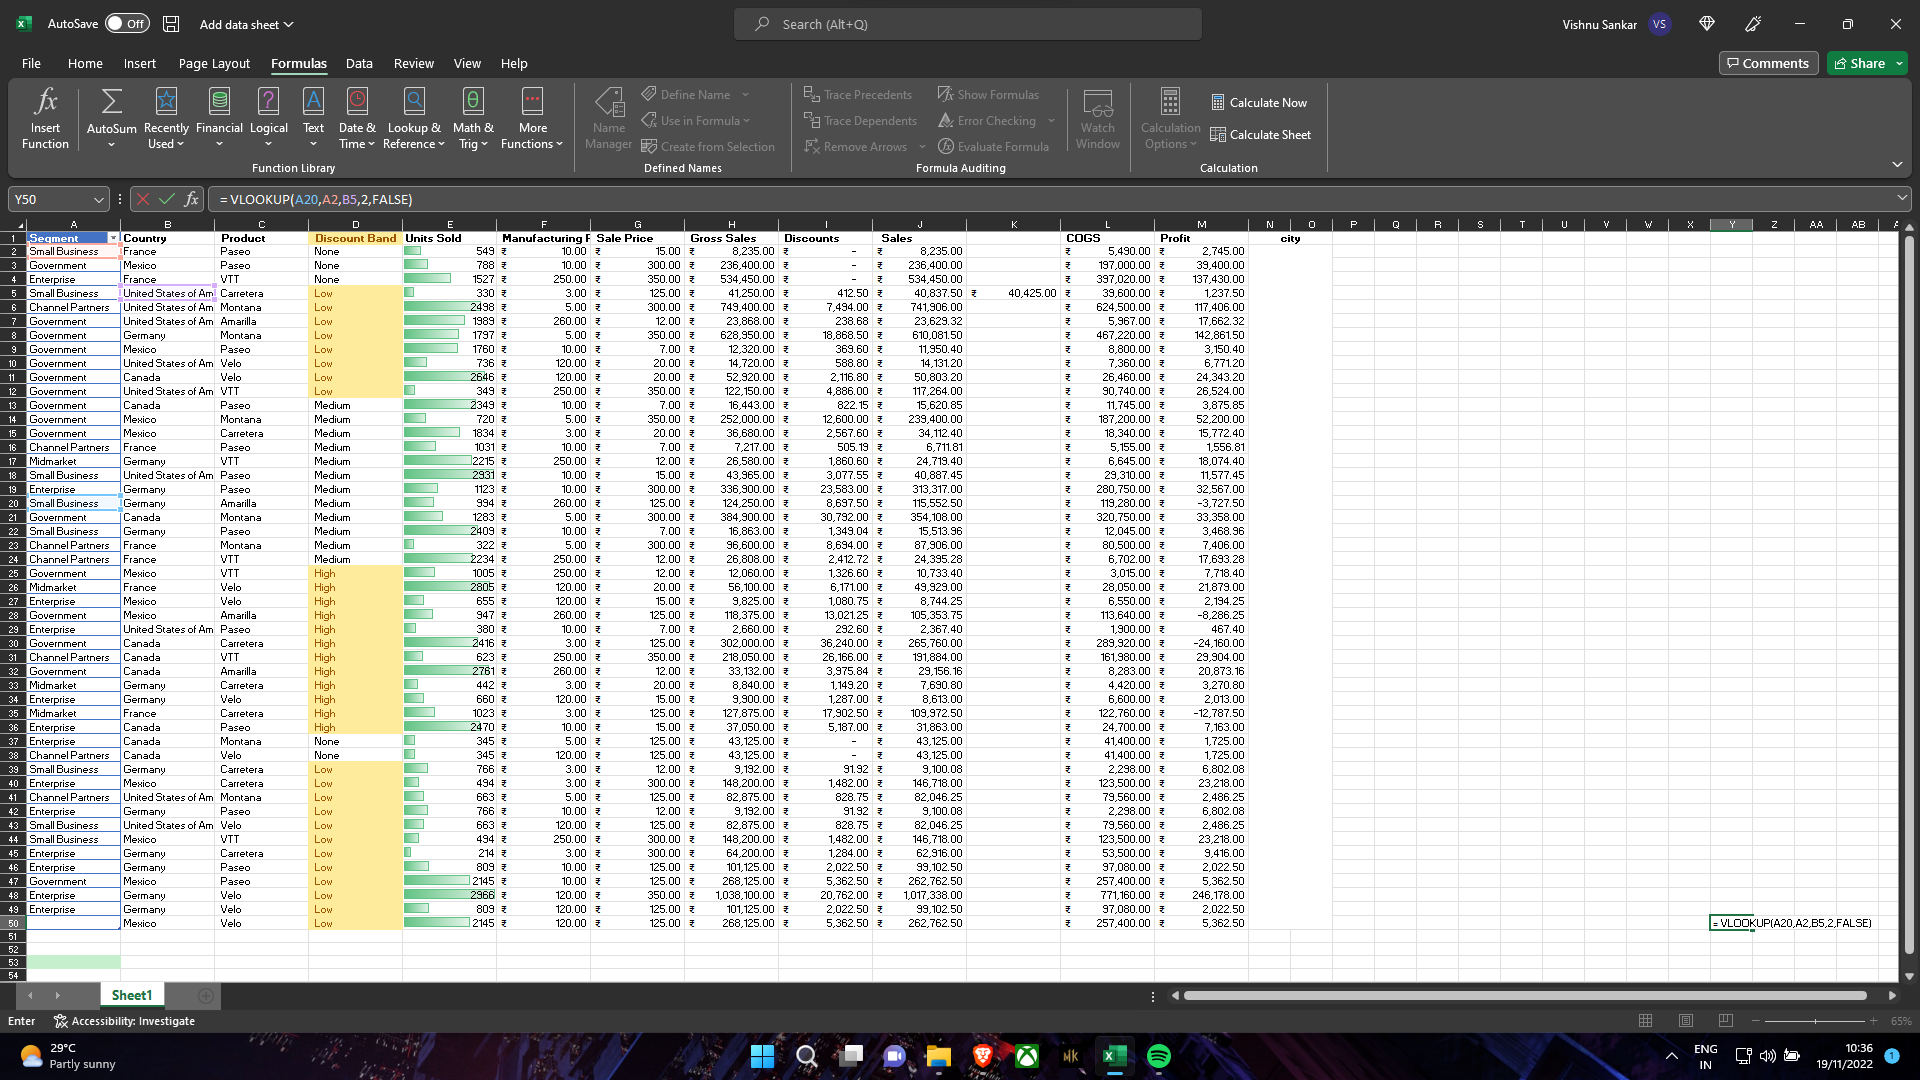 AutoSave Off Add data sheet Search (Alt+Q) Vishnu Sankar VS
File Home Insert Page Layout Formulas Data Review View Help Comments Share
Insert Function AutoSum Recently Used Financial Logical Text Date & Time Lookup & Reference Math & Trig More Functions
Function Library
Name Manager Define Name Use in Formula Create from Selection
Defined Names
Trace Precedents Trace Dependents Remove Arrows Show Formulas Error Checking Evaluate Formula
Formula Auditing
Watch Window
Calculation Options Calculate Now Calculate Sheet
Calculation
Y50 fx = VLOOKUP(A20,A2,B5,2,FALSE)
A B C D E F G H I J K L M N O P Q R S T U V W X Y Z AA AB
1 Segment Country Product Discount Band Units Sold Manufacturing P Sale Price Gross Sales Discounts Sales COGS Profit city
2 Small Business France Paseo None 549 ₹ 10.00 ₹ 15.00 ₹ 8,235.00 ₹ - ₹ 8,235.00 ₹ 5,490.00 ₹ 2,745.00
3 Government Mexico Paseo None 788 ₹ 10.00 ₹ 300.00 ₹ 236,400.00 ₹ - ₹ 236,400.00 ₹ 197,000.00 ₹ 39,400.00
4 Enterprise France VTT None 1527 ₹ 250.00 ₹ 350.00 ₹ 534,450.00 ₹ - ₹ 534,450.00 ₹ 397,020.00 ₹ 137,430.00
5 Small Business United States of Am Carretera Low 330 ₹ 3.00 ₹ 125.00 ₹ 41,250.00 ₹ 412.50 ₹ 40,837.50 ₹ 40,425.00 ₹ 39,600.00 ₹ 1,237.50
6 Channel Partners United States of Am Montana Low 2498 ₹ 5.00 ₹ 300.00 ₹ 749,400.00 ₹ 7,494.00 ₹ 741,906.00 ₹ 624,500.00 ₹ 117,406.00
7 Government United States of Am Amarilla Low 1989 ₹ 260.00 ₹ 12.00 ₹ 23,868.00 ₹ 238.68 ₹ 23,629.32 ₹ 5,967.00 ₹ 17,662.32
8 Government Germany Montana Low 1797 ₹ 5.00 ₹ 350.00 ₹ 628,950.00 ₹ 18,868.50 ₹ 610,081.50 ₹ 467,220.00 ₹ 142,861.50
9 Government Mexico Paseo Low 1760 ₹ 10.00 ₹ 7.00 ₹ 12,320.00 ₹ 369.60 ₹ 11,950.40 ₹ 8,800.00 ₹ 3,150.40
10 Government United States of Am Velo Low 736 ₹ 120.00 ₹ 20.00 ₹ 14,720.00 ₹ 588.80 ₹ 14,131.20 ₹ 7,360.00 ₹ 6,771.20
11 Government Canada Velo Low 2646 ₹ 120.00 ₹ 20.00 ₹ 52,920.00 ₹ 2,116.80 ₹ 50,803.20 ₹ 26,460.00 ₹ 24,343.20
12 Government United States of Am VTT Low 349 ₹ 250.00 ₹ 350.00 ₹ 122,150.00 ₹ 4,886.00 ₹ 117,264.00 ₹ 90,740.00 ₹ 26,524.00
13 Government Canada Paseo Medium 2349 ₹ 10.00 ₹ 7.00 ₹ 16,443.00 ₹ 822.15 ₹ 15,620.85 ₹ 11,745.00 ₹ 3,875.85
14 Government Mexico Montana Medium 720 ₹ 5.00 ₹ 350.00 ₹ 252,000.00 ₹ 12,600.00 ₹ 239,400.00 ₹ 187,200.00 ₹ 52,200.00
15 Government Mexico Carretera Medium 1834 ₹ 3.00 ₹ 20.00 ₹ 36,680.00 ₹ 2,567.60 ₹ 34,112.40 ₹ 18,340.00 ₹ 15,772.40
16 Channel Partners France Paseo Medium 1031 ₹ 10.00 ₹ 7.00 ₹ 7,217.00 ₹ 505.19 ₹ 6,711.81 ₹ 5,155.00 ₹ 1,556.81
17 Midmarket Germany VTT Medium 2215 ₹ 250.00 ₹ 12.00 ₹ 26,580.00 ₹ 1,860.60 ₹ 24,719.40 ₹ 6,645.00 ₹ 18,074.40
18 Small Business United States of Am Paseo Medium 2931 ₹ 10.00 ₹ 15.00 ₹ 43,965.00 ₹ 3,077.55 ₹ 40,887.45 ₹ 29,310.00 ₹ 11,577.45
19 Enterprise Germany Paseo Medium 1123 ₹ 10.00 ₹ 300.00 ₹ 336,900.00 ₹ 23,583.00 ₹ 313,317.00 ₹ 280,750.00 ₹ 32,567.00
20 Small Business Germany Amarilla Medium 994 ₹ 260.00 ₹ 125.00 ₹ 124,250.00 ₹ 8,697.50 ₹ 115,552.50 ₹ 119,280.00 ₹ -3,727.50
21 Government Canada Montana Medium 1283 ₹ 5.00 ₹ 300.00 ₹ 384,900.00 ₹ 30,792.00 ₹ 354,108.00 ₹ 320,750.00 ₹ 33,358.00
22 Small Business Germany Paseo Medium 2409 ₹ 10.00 ₹ 7.00 ₹ 16,863.00 ₹ 1,349.04 ₹ 15,513.96 ₹ 12,045.00 ₹ 3,468.96
23 Channel Partners France Montana Medium 322 ₹ 5.00 ₹ 300.00 ₹ 96,600.00 ₹ 8,694.00 ₹ 87,906.00 ₹ 80,500.00 ₹ 7,406.00
24 Channel Partners France VTT Medium 2234 ₹ 250.00 ₹ 12.00 ₹ 26,808.00 ₹ 2,412.72 ₹ 24,395.28 ₹ 6,702.00 ₹ 17,693.28
25 Government Mexico VTT High 1005 ₹ 250.00 ₹ 12.00 ₹ 12,060.00 ₹ 1,326.60 ₹ 10,733.40 ₹ 3,015.00 ₹ 7,718.40
26 Midmarket France Velo High 2805 ₹ 120.00 ₹ 20.00 ₹ 56,100.00 ₹ 6,171.00 ₹ 49,929.00 ₹ 28,050.00 ₹ 21,879.00
27 Enterprise Mexico Velo High 655 ₹ 120.00 ₹ 15.00 ₹ 9,825.00 ₹ 1,080.75 ₹ 8,744.25 ₹ 6,550.00 ₹ 2,194.25
28 Government Mexico Amarilla High 947 ₹ 260.00 ₹ 125.00 ₹ 118,375.00 ₹ 13,021.25 ₹ 105,353.75 ₹ 113,640.00 ₹ -8,286.25
29 Enterprise United States of Am Paseo High 380 ₹ 10.00 ₹ 7.00 ₹ 2,660.00 ₹ 292.60 ₹ 2,367.40 ₹ 1,900.00 ₹ 467.40
30 Government Canada Carretera High 2416 ₹ 3.00 ₹ 125.00 ₹ 302,000.00 ₹ 36,240.00 ₹ 265,760.00 ₹ 289,920.00 ₹ -24,160.00
31 Channel Partners Canada VTT High 623 ₹ 250.00 ₹ 350.00 ₹ 218,050.00 ₹ 26,166.00 ₹ 191,884.00 ₹ 161,980.00 ₹ 29,904.00
32 Government Canada Amarilla High 2761 ₹ 260.00 ₹ 12.00 ₹ 33,132.00 ₹ 3,975.84 ₹ 29,156.16 ₹ 8,283.00 ₹ 20,873.16
33 Midmarket Germany Carretera High 442 ₹ 3.00 ₹ 20.00 ₹ 8,840.00 ₹ 1,149.20 ₹ 7,690.80 ₹ 4,420.00 ₹ 3,270.80
34 Enterprise Germany Velo High 660 ₹ 120.00 ₹ 15.00 ₹ 9,900.00 ₹ 1,287.00 ₹ 8,613.00 ₹ 6,600.00 ₹ 2,013.00
35 Midmarket France Carretera High 1023 ₹ 3.00 ₹ 125.00 ₹ 127,875.00 ₹ 17,902.50 ₹ 109,972.50 ₹ 122,760.00 ₹ -12,787.50
36 Enterprise Canada Paseo High 2470 ₹ 10.00 ₹ 15.00 ₹ 37,050.00 ₹ 5,187.00 ₹ 31,863.00 ₹ 24,700.00 ₹ 7,163.00
37 Enterprise Canada Montana None 345 ₹ 5.00 ₹ 125.00 ₹ 43,125.00 ₹ - ₹ 43,125.00 ₹ 41,400.00 ₹ 1,725.00
38 Channel Partners Canada Velo None 345 ₹ 120.00 ₹ 125.00 ₹ 43,125.00 ₹ - ₹ 43,125.00 ₹ 41,400.00 ₹ 1,725.00
39 Small Business Germany Carretera Low 766 ₹ 3.00 ₹ 12.00 ₹ 9,192.00 ₹ 91.92 ₹ 9,100.08 ₹ 2,298.00 ₹ 6,802.08
40 Enterprise Mexico Carretera Low 494 ₹ 3.00 ₹ 300.00 ₹ 148,200.00 ₹ 1,482.00 ₹ 146,718.00 ₹ 123,500.00 ₹ 23,218.00
41 Channel Partners United States of Am Montana Low 663 ₹ 5.00 ₹ 125.00 ₹ 82,875.00 ₹ 828.75 ₹ 82,046.25 ₹ 79,560.00 ₹ 2,486.25
42 Enterprise Germany Paseo Low 766 ₹ 10.00 ₹ 12.00 ₹ 9,192.00 ₹ 91.92 ₹ 9,100.08 ₹ 2,298.00 ₹ 6,802.08
43 Small Business United States of Am Velo Low 663 ₹ 120.00 ₹ 125.00 ₹ 82,875.00 ₹ 828.75 ₹ 82,046.25 ₹ 79,560.00 ₹ 2,486.25
44 Small Business Mexico VTT Low 494 ₹ 250.00 ₹ 300.00 ₹ 148,200.00 ₹ 1,482.00 ₹ 146,718.00 ₹ 123,500.00 ₹ 23,218.00
45 Enterprise Germany Carretera Low 214 ₹ 3.00 ₹ 300.00 ₹ 64,200.00 ₹ 1,284.00 ₹ 62,916.00 ₹ 53,500.00 ₹ 9,416.00
46 Enterprise Germany Paseo Low 809 ₹ 10.00 ₹ 125.00 ₹ 101,125.00 ₹ 2,022.50 ₹ 99,102.50 ₹ 97,080.00 ₹ 2,022.50
47 Government Mexico Paseo Low 2145 ₹ 10.00 ₹ 125.00 ₹ 268,125.00 ₹ 5,362.50 ₹ 262,762.50 ₹ 257,400.00 ₹ 5,362.50
48 Enterprise Germany Velo Low 2966 ₹ 120.00 ₹ 350.00 ₹ 1,038,100.00 ₹ 20,762.00 ₹ 1,017,338.00 ₹ 771,160.00 ₹ 246,178.00
49 Enterprise Germany Velo Low 809 ₹ 120.00 ₹ 125.00 ₹ 101,125.00 ₹ 2,022.50 ₹ 99,102.50 ₹ 97,080.00 ₹ 2,022.50
50 Mexico Velo Low 2145 ₹ 120.00 ₹ 125.00 ₹ 268,125.00 ₹ 5,362.50 ₹ 262,762.50 ₹ 257,400.00 ₹ 5,362.50 = VLOOKUP(A20,A2,B5,2,FALSE)
51
52
53
54
Sheet1
Enter Accessibility: Investigate 65%
29°C
Partly sunny
MK
ENG
IN
10:36
19/11/2022
1